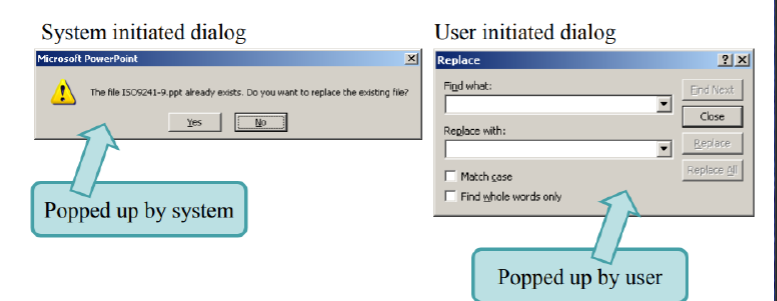 System initiated dialog
Microsoft PowerPoint
The file ISO9241-9.ppt already exists. Do you want to replace the existing file?
Yes
No
Popped up by system
User initiated dialog
Replace
Find what:
Find Next
Close
Replace with:
Replace
Replace All
Match case
Find whole words only
Popped up by user